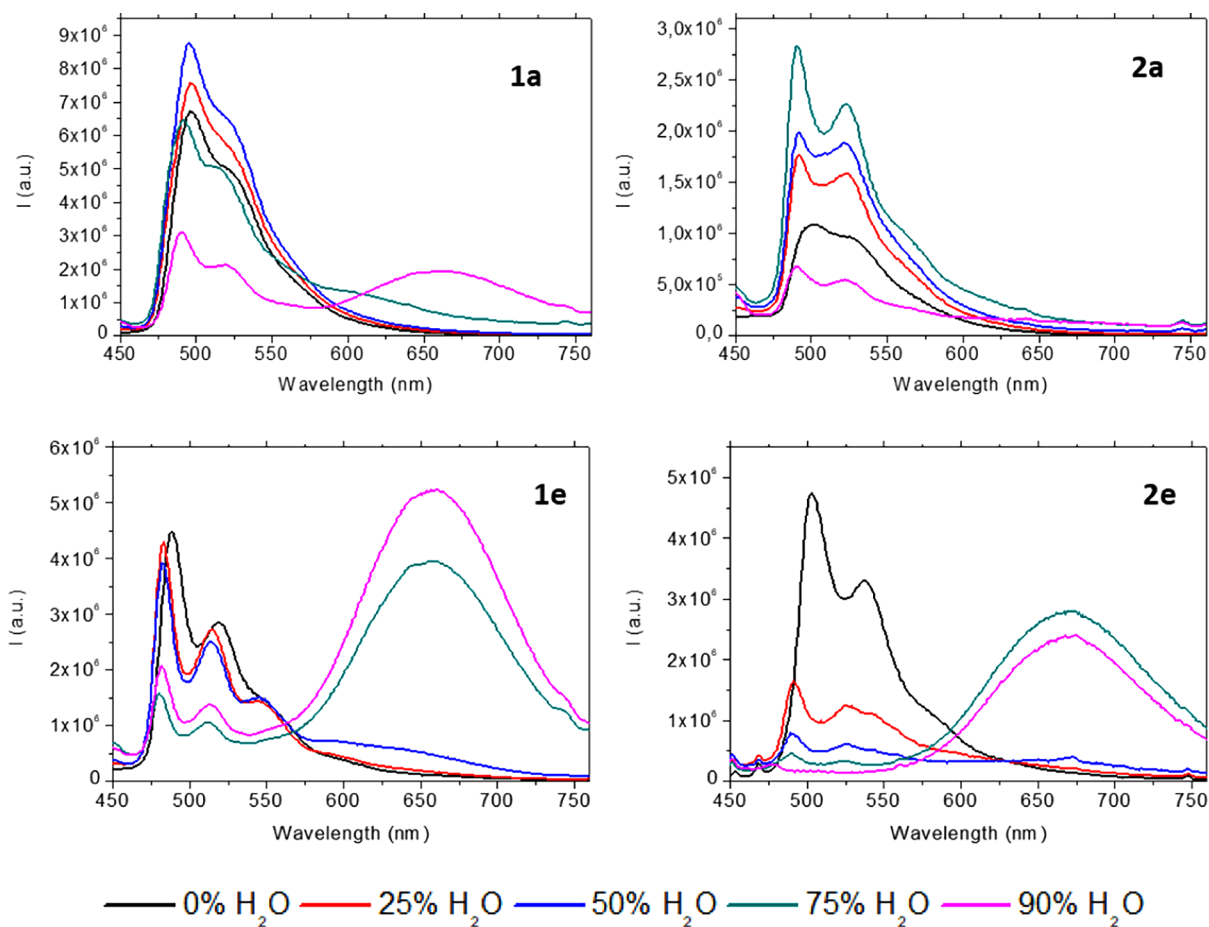 1a
I (a.u.)
9x10⁶
8x10⁶
7x10⁶
6x10⁶
5x10⁶
4x10⁶
3x10⁶
2x10⁶
1x10⁶
0
450 500 550 600 650 700 750
Wavelength (nm)
2a
I (a.u.)
3,0x10⁶
2,5x10⁶
2,0x10⁶
1,5x10⁶
1,0x10⁶
5,0x10⁵
0,0
450 500 550 600 650 700 750
Wavelength (nm)
1e
I (a.u.)
6x10⁶
5x10⁶
4x10⁶
3x10⁶
2x10⁶
1x10⁶
0
450 500 550 600 650 700 750
Wavelength (nm)
2e
I (a.u.)
5x10⁶
4x10⁶
3x10⁶
2x10⁶
1x10⁶
0
450 500 550 600 650 700 750
Wavelength (nm)
0% H₂O 25% H₂O 50% H₂O 75% H₂O 90% H₂O